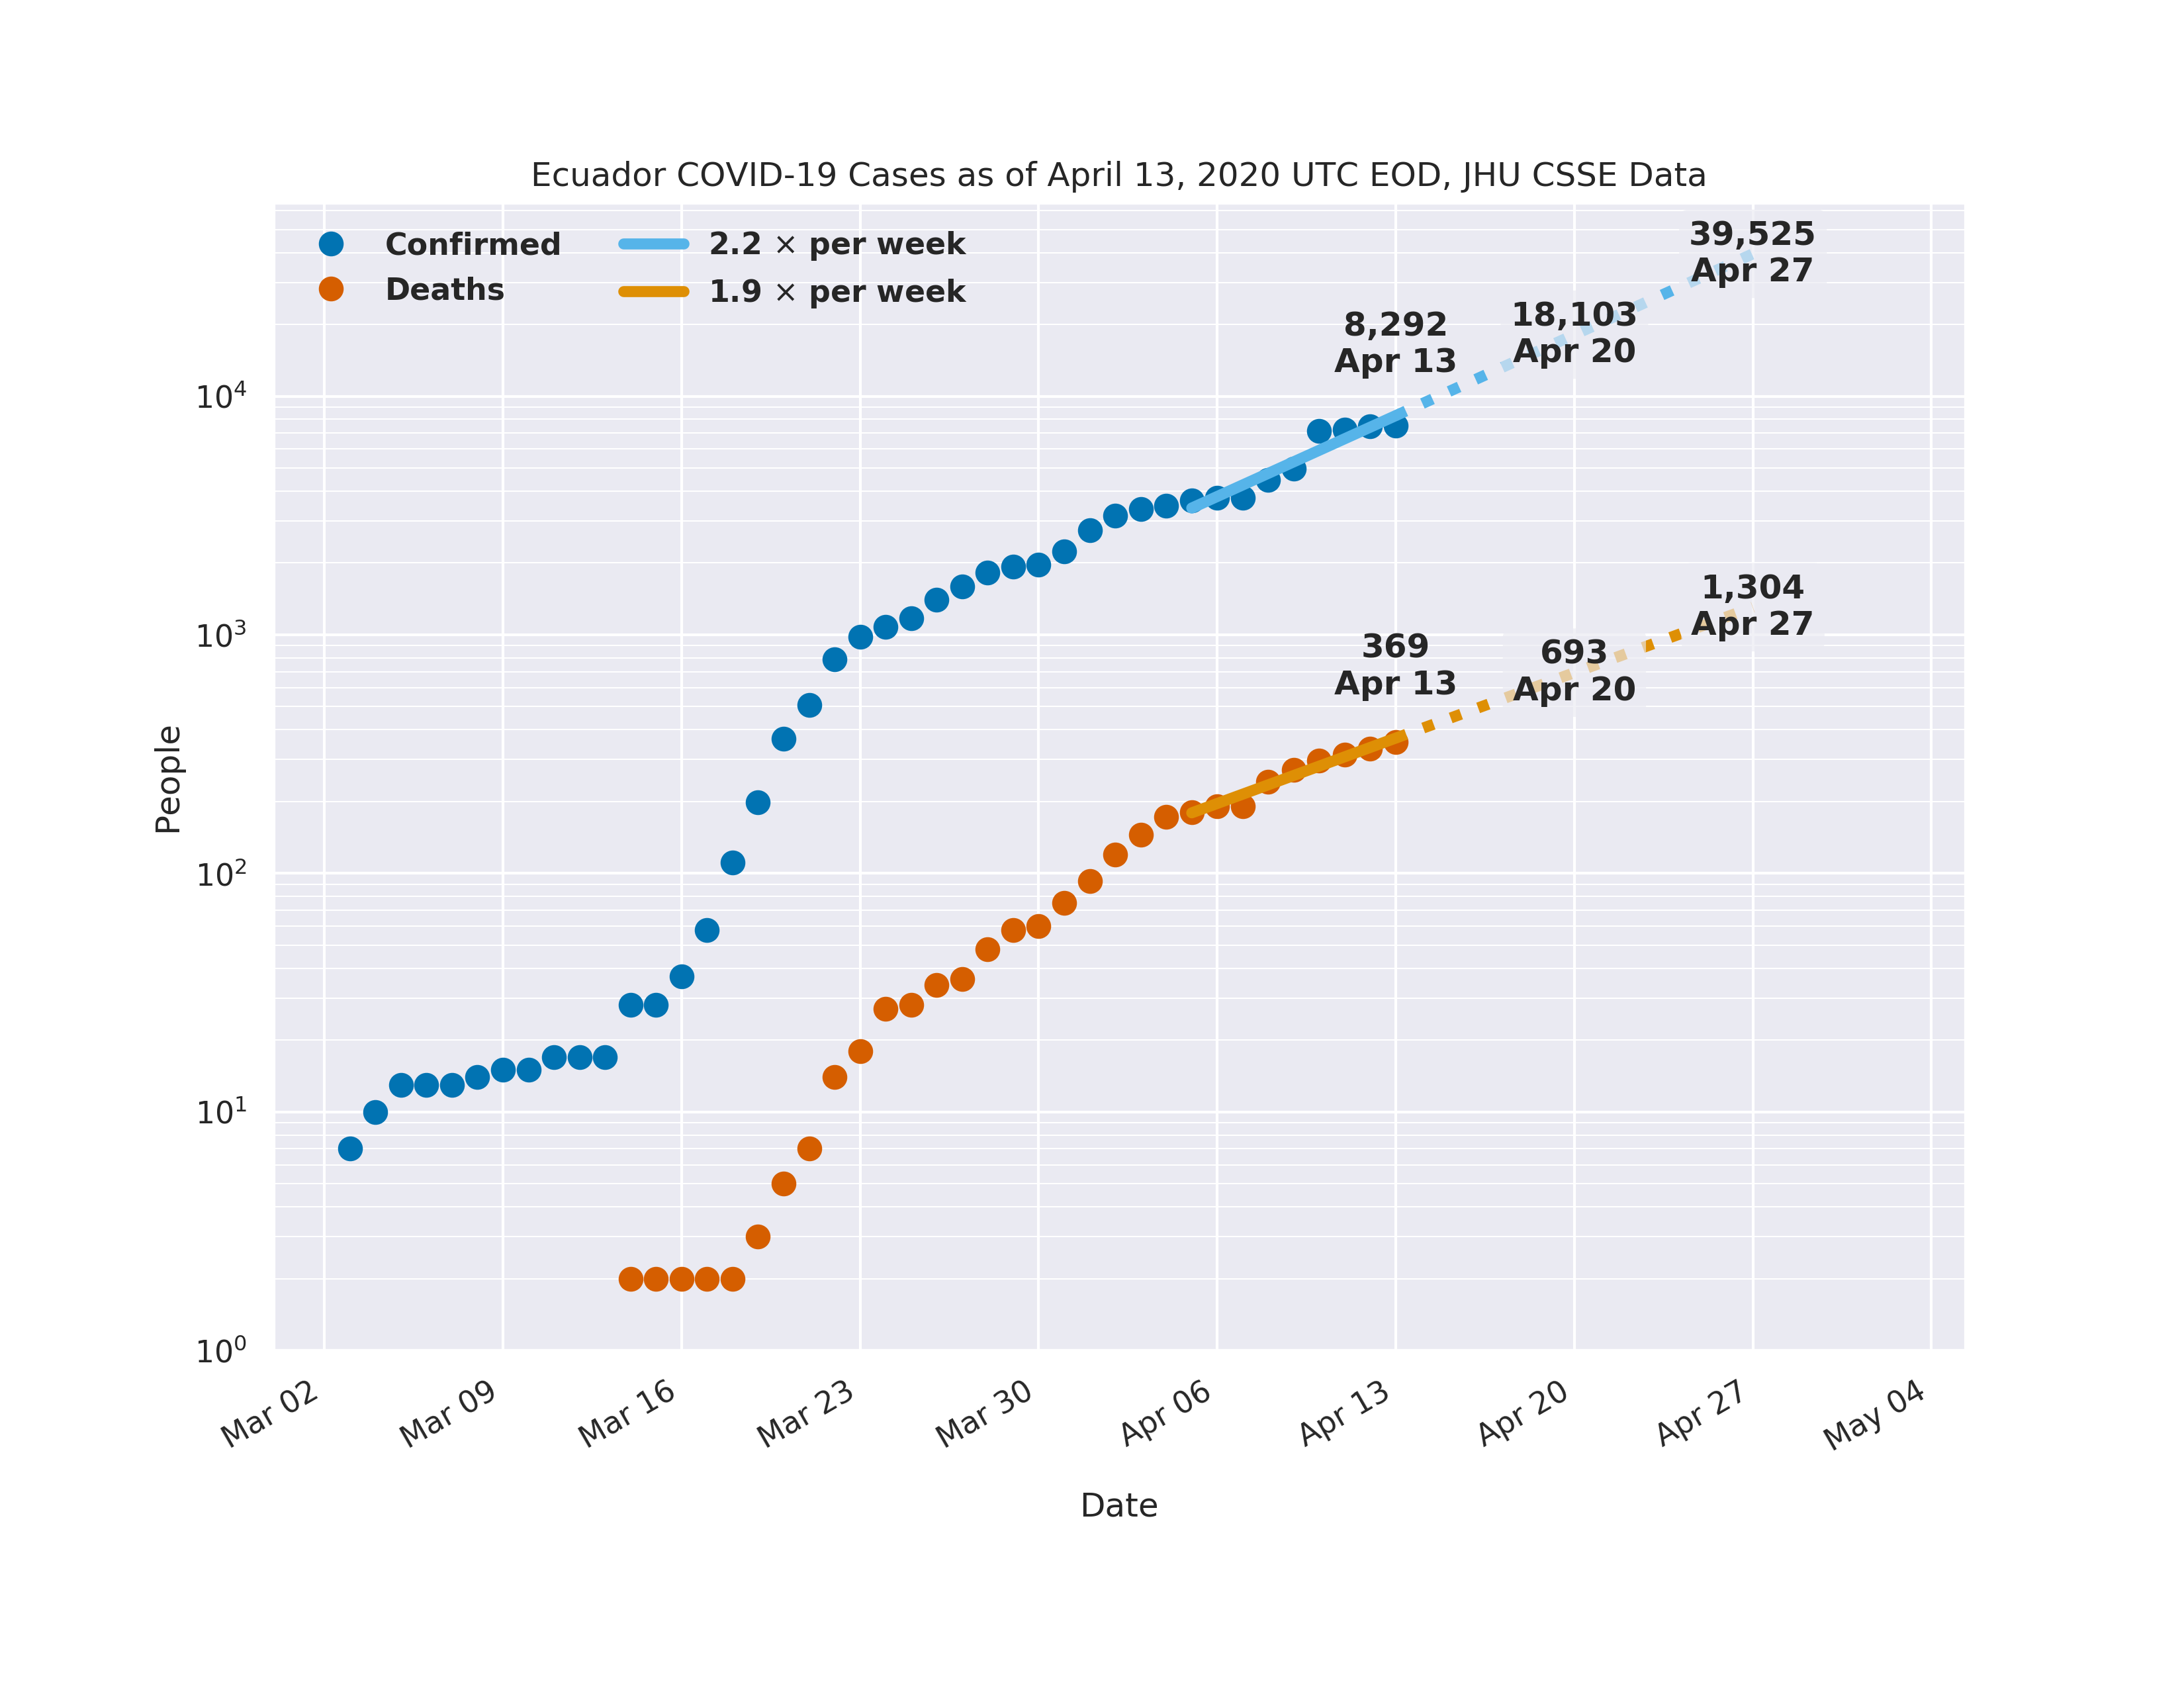 Ecuador COVID-19 Cases as of April 13, 2020 UTC EOD, JHU CSSE Data
Confirmed
Deaths
2.2 × per week
1.9 × per week
39,525
Apr 27
18,103
Apr 20
8,292
Apr 13
1,304
Apr 27
693
Apr 20
369
Apr 13
10⁴
10³
10²
10¹
10⁰
People
Mar 02
Mar 09
Mar 16
Mar 23
Mar 30
Apr 06
Apr 13
Apr 20
Apr 27
May 04
Date